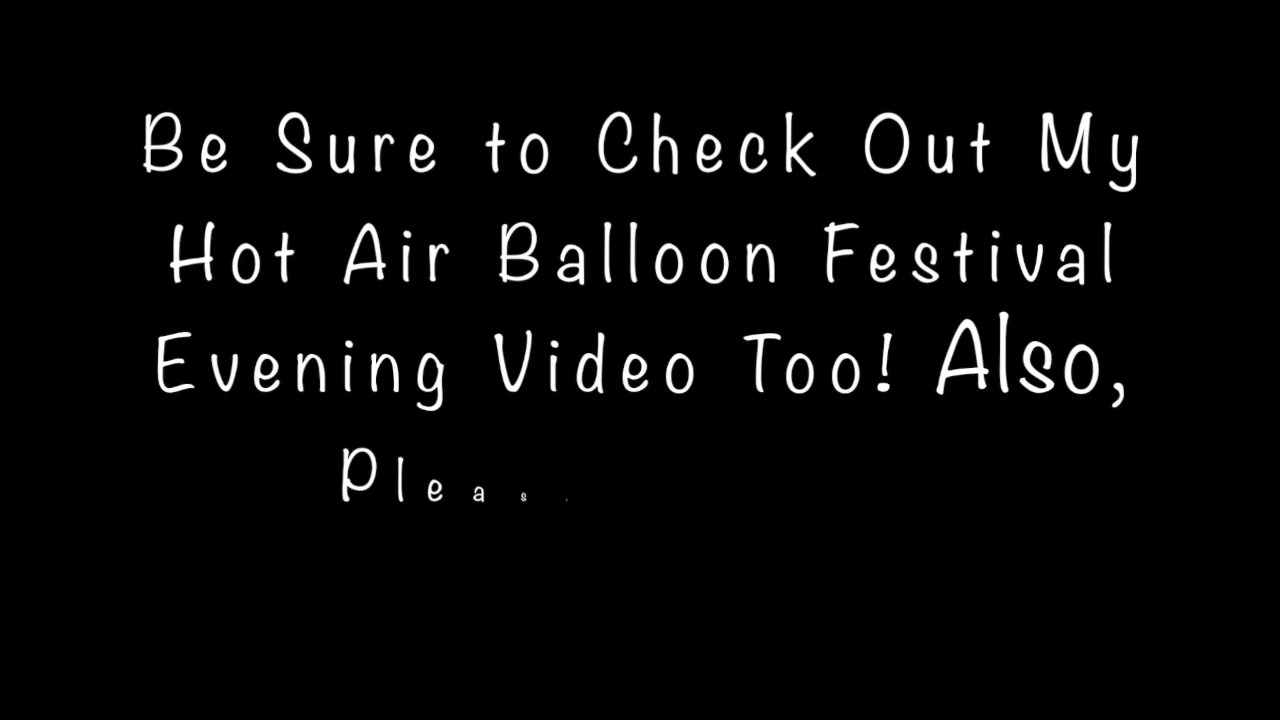 Be Sure to Check Out My
Hot Air Balloon Festival
Evening Video Too! Also,
Pleas